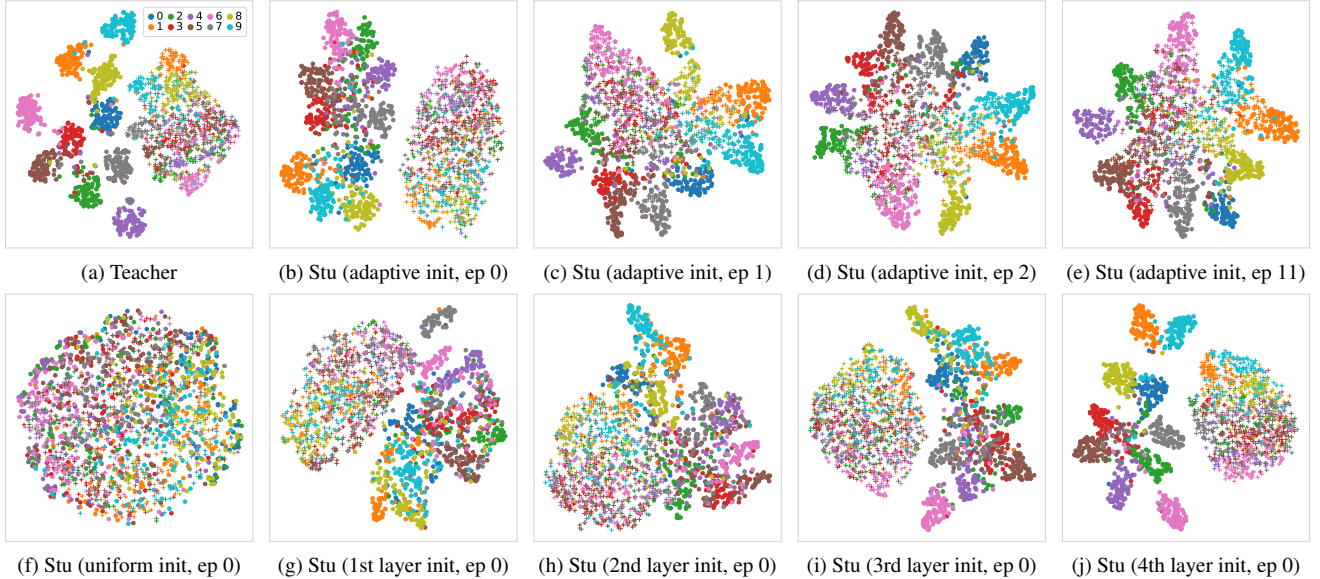 0 2 4 6 8
1 3 5 7 9
(a) Teacher
(b) Stu (adaptive init, ep 0)
(c) Stu (adaptive init, ep 1)
(d) Stu (adaptive init, ep 2)
(e) Stu (adaptive init, ep 11)
(f) Stu (uniform init, ep 0)
(g) Stu (1st layer init, ep 0)
(h) Stu (2nd layer init, ep 0)
(i) Stu (3rd layer init, ep 0)
(j) Stu (4th layer init, ep 0)